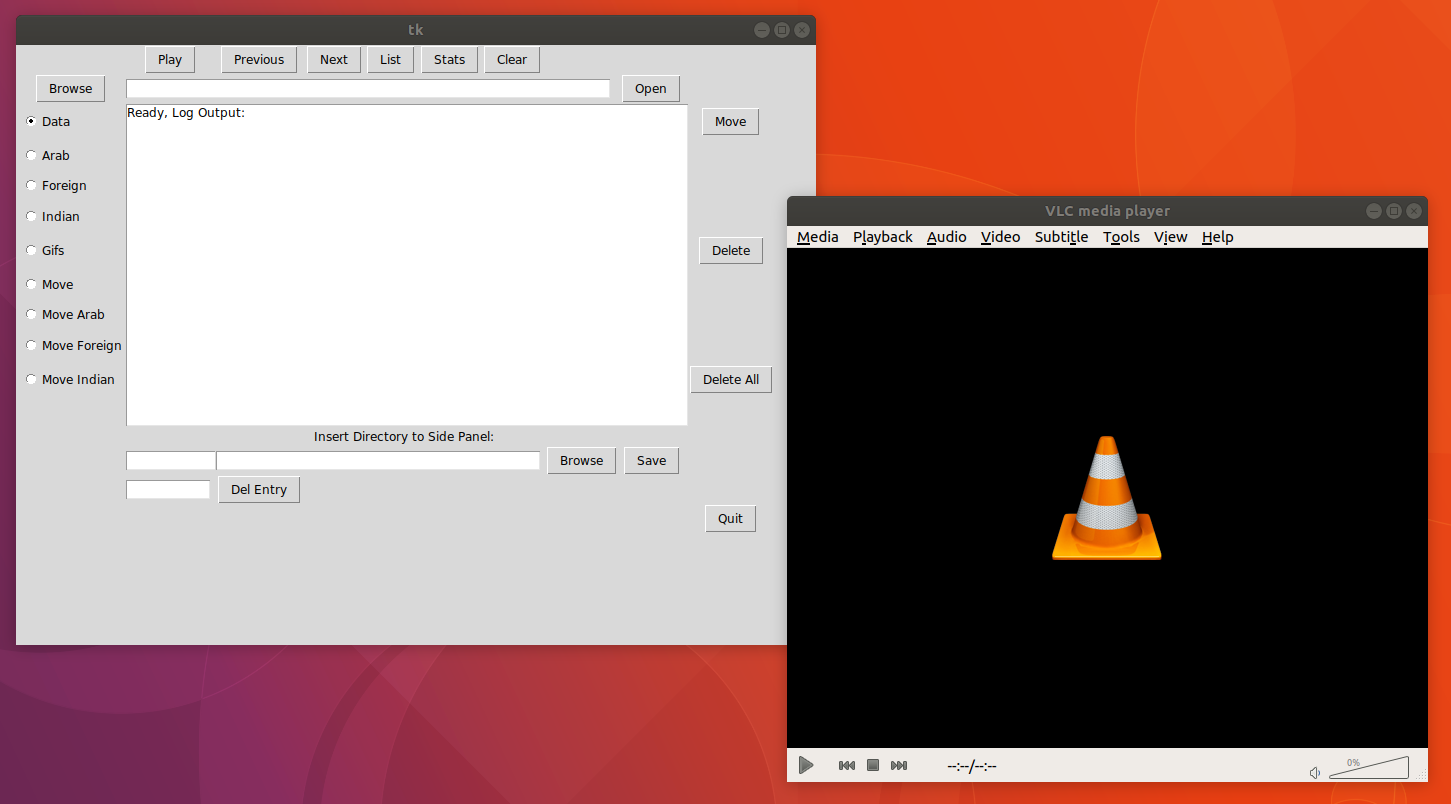 tk
Play Previous Next List Stats Clear
Browse Open
Ready, Log Output:
Data
Arab
Foreign
Indian
Gifs
Move
Move Arab
Move Foreign
Move Indian
Move
Delete
Delete All
Insert Directory to Side Panel:
Browse Save
Del Entry
Quit
VLC media player
Media Playback Audio Video Subtitle Tools View Help
--:--/--:--
0%